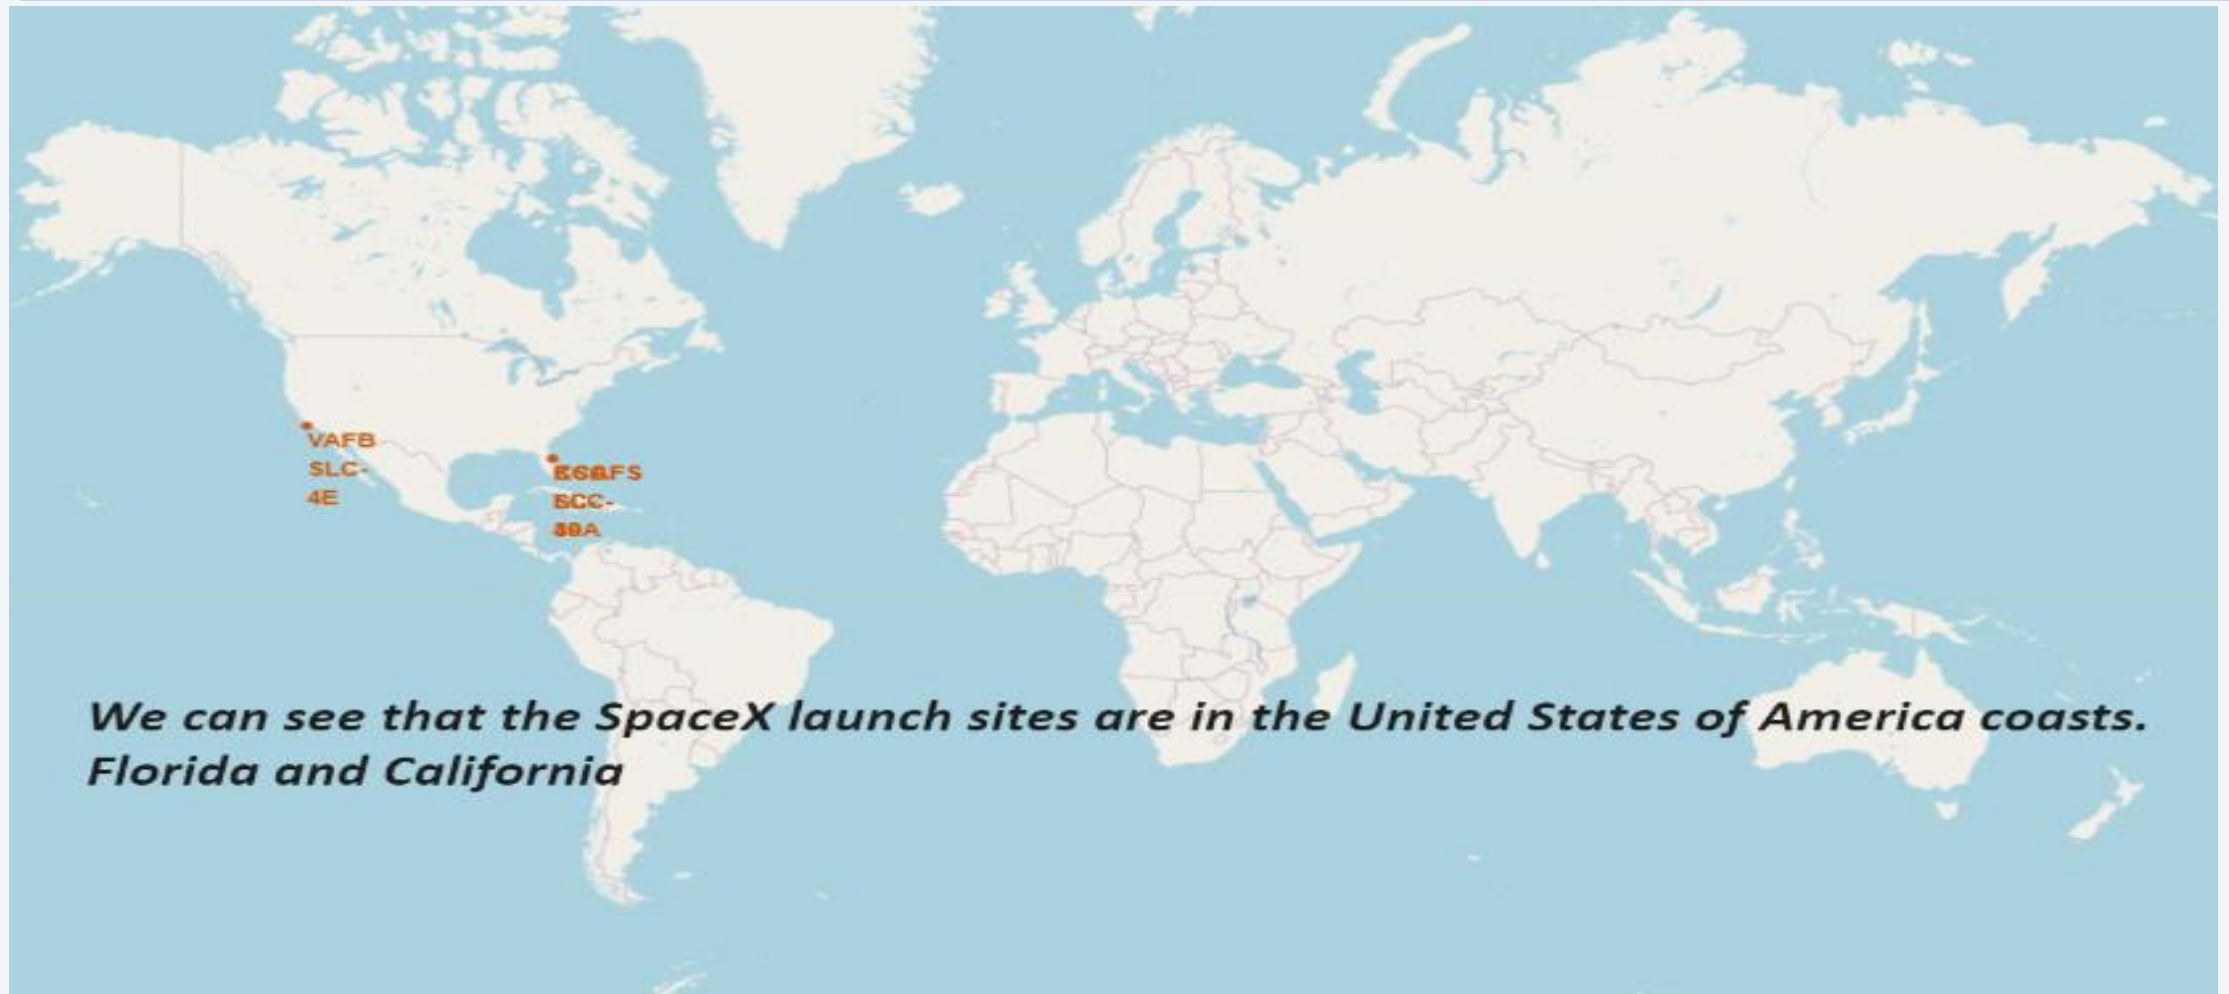 VAFB
SLC-
4E
We can see that the SpaceX launch sites are in the United States of America coasts.
Florida and California